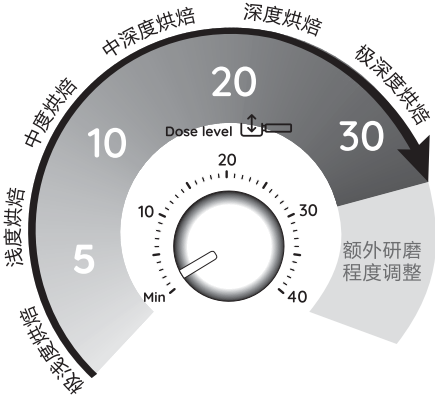 极浅度烘焙
浅度烘焙
中度烘焙
中深度烘焙
深度烘焙
极深度烘焙
5
10
20
30
Dose level
额外研磨
程度调整
Min
10
20
30
40